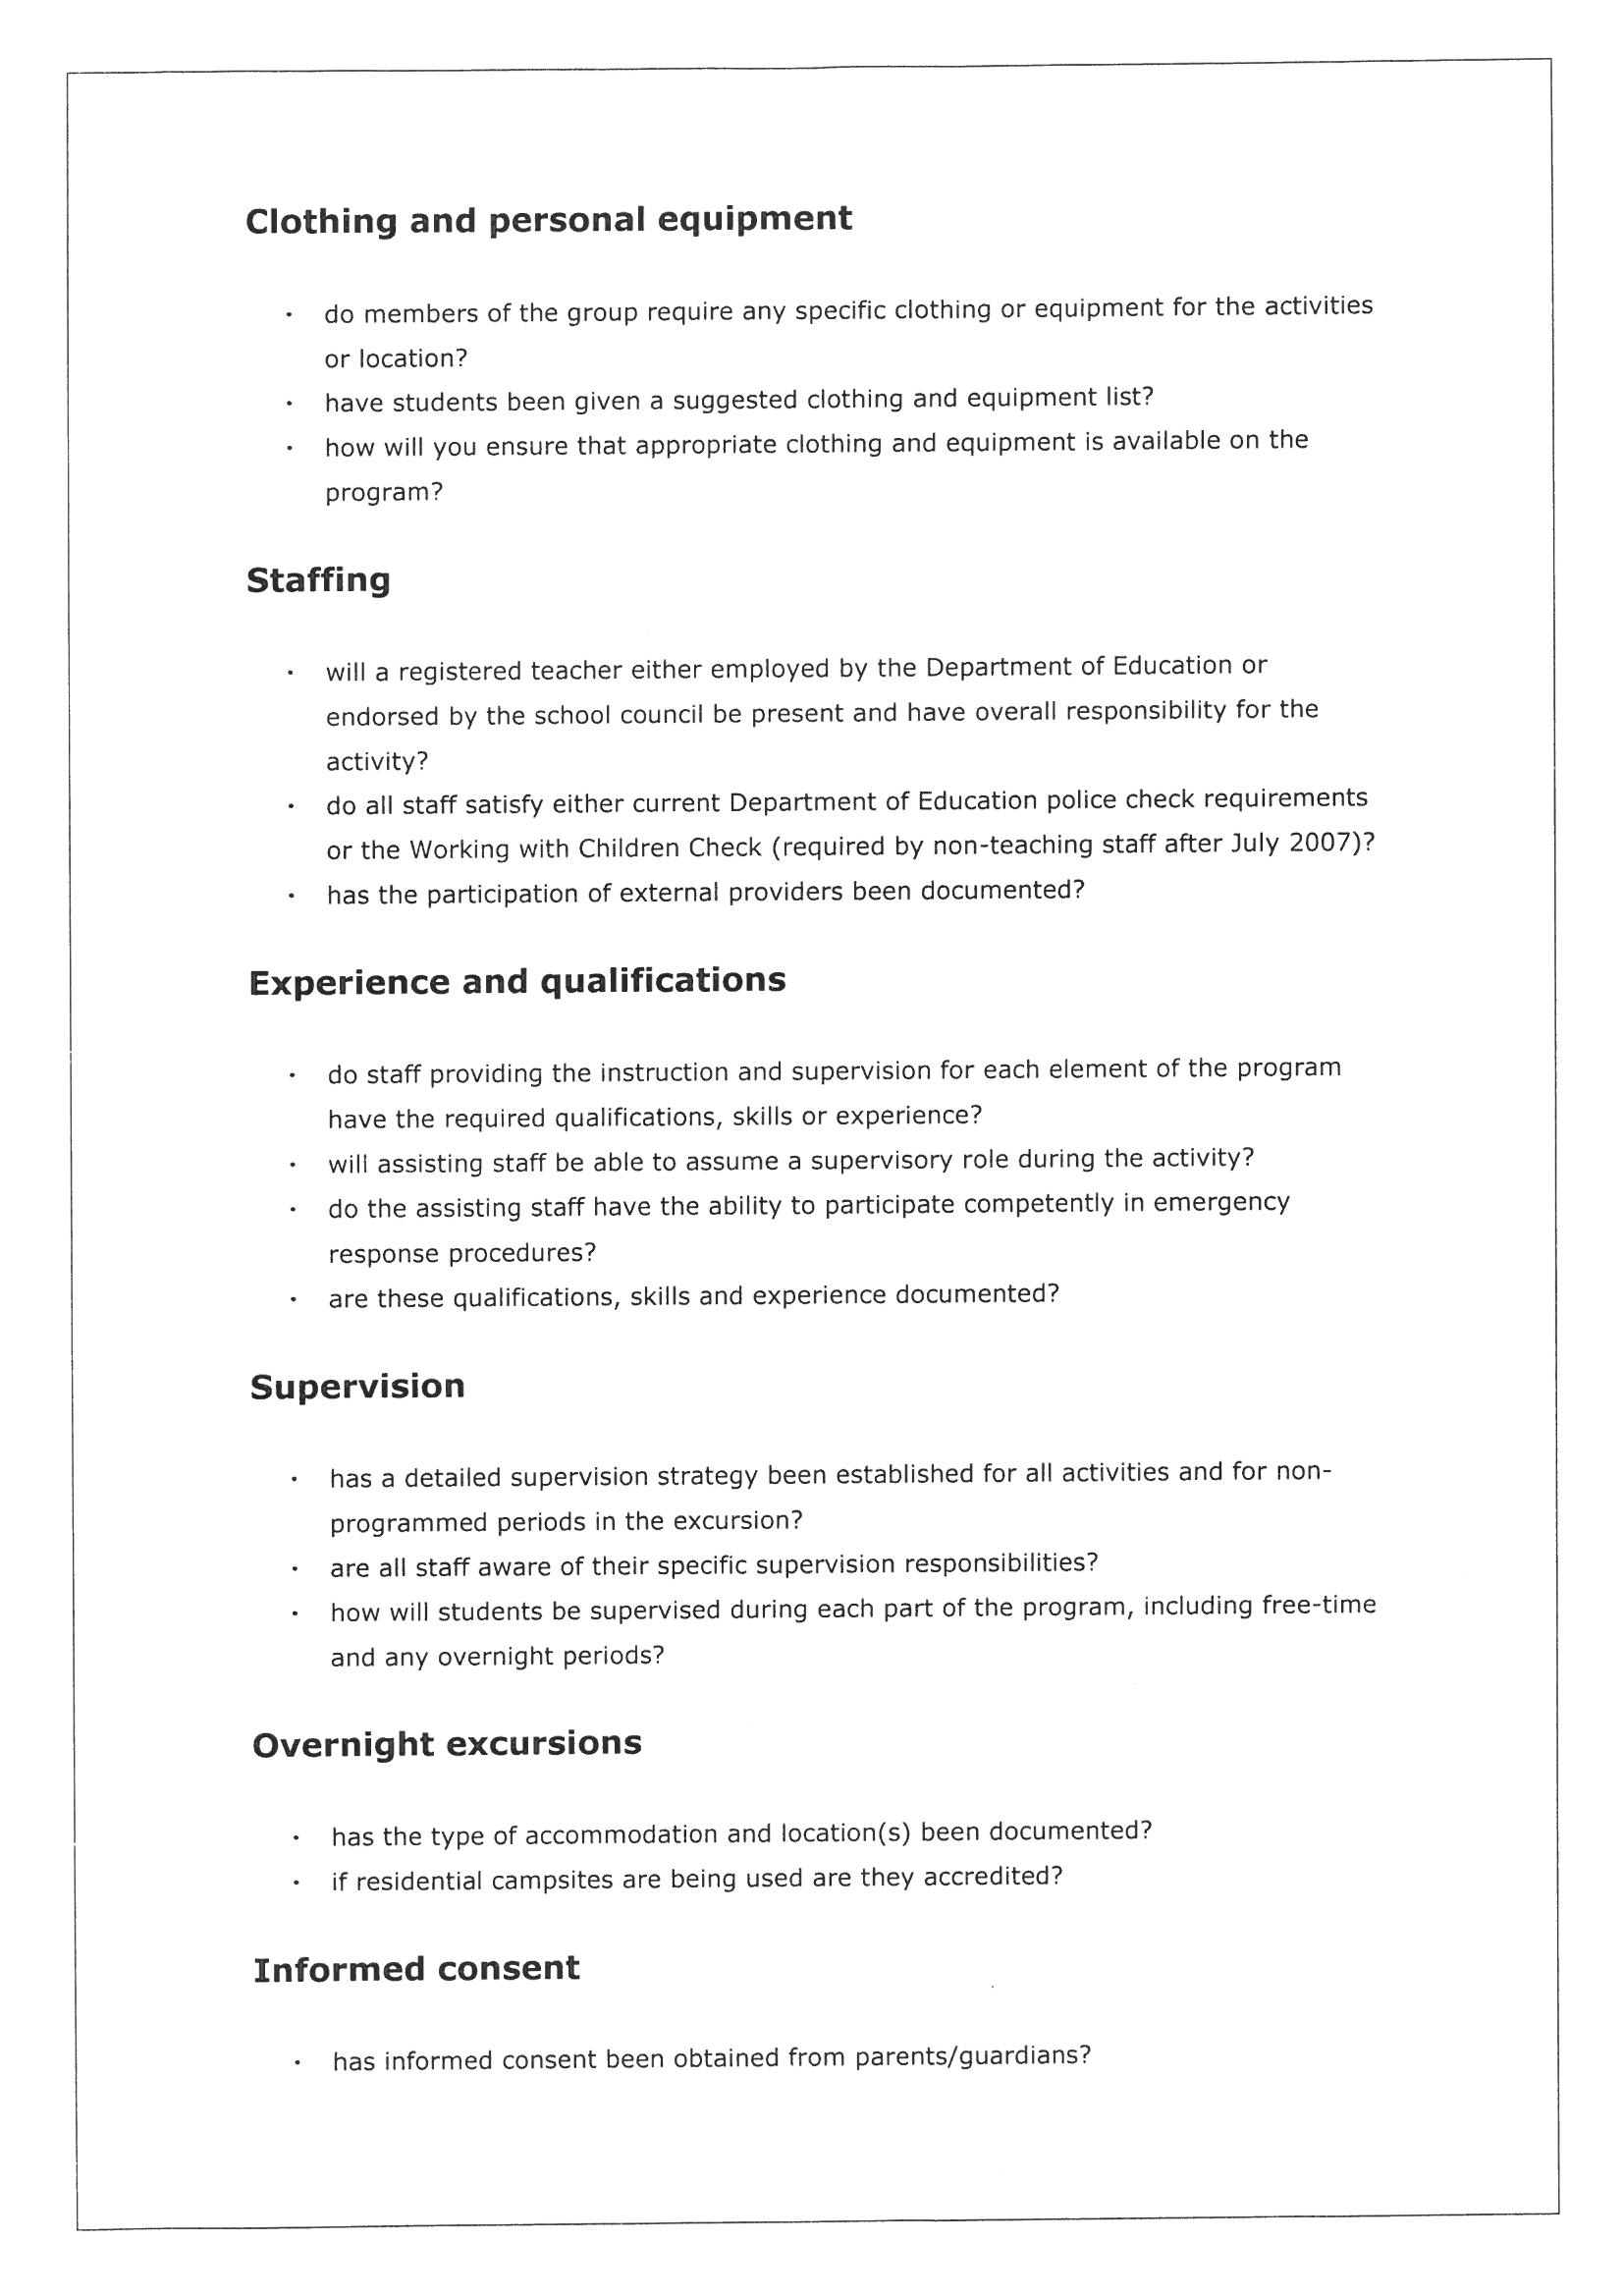 Clothing and personal equipment
· do members of the group require any specific clothing or equipment for the activities
or location?
· have students been given a suggested clothing and equipment list?
· how will you ensure that appropriate clothing and equipment is available on the
program?
Staffing
· will a registered teacher either employed by the Department of Education or
endorsed by the school council be present and have overall responsibility for the
activity?
· do all staff satisfy either current Department of Education police check requirements
or the Working with Children Check (required by non-teaching staff after July 2007)?
· has the participation of external providers been documented?
Experience and qualifications
· do staff providing the instruction and supervision for each element of the program
have the required qualifications, skills or experience?
· will assisting staff be able to assume a supervisory role during the activity?
· do the assisting staff have the ability to participate competently in emergency
response procedures?
· are these qualifications, skills and experience documented?
Supervision
· has a detailed supervision strategy been established for all activities and for non-
programmed periods in the excursion?
· are all staff aware of their specific supervision responsibilities?
· how will students be supervised during each part of the program, including free-time
and any overnight periods?
Overnight excursions
· has the type of accommodation and location(s) been documented?
· if residential campsites are being used are they accredited?
Informed consent
· has informed consent been obtained from parents/guardians?